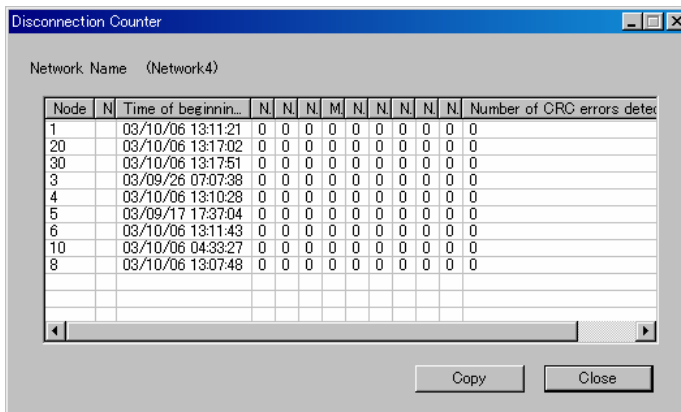 Disconnection Counter
Network Name (Network4)
Node N Time of beginnin... N. N. N. M. N. N. N. N. N. Number of CRC errors detec
1 03/10/06 13:11:21 0 0 0 0 0 0 0 0 0 0
20 03/10/06 13:17:02 0 0 0 0 0 0 0 0 0 0
30 03/10/06 13:17:51 0 0 0 0 0 0 0 0 0 0
3 03/09/26 07:07:38 0 0 0 0 0 0 0 0 0 0
4 03/10/06 13:10:28 0 0 0 0 0 0 0 0 0 0
5 03/09/17 17:37:04 0 0 0 0 0 0 0 0 0 0
6 03/10/06 13:11:43 0 0 0 0 0 0 0 0 0 0
10 03/10/06 04:33:27 0 0 0 0 0 0 0 0 0 0
8 03/10/06 13:07:48 0 0 0 0 0 0 0 0 0 0
Copy Close